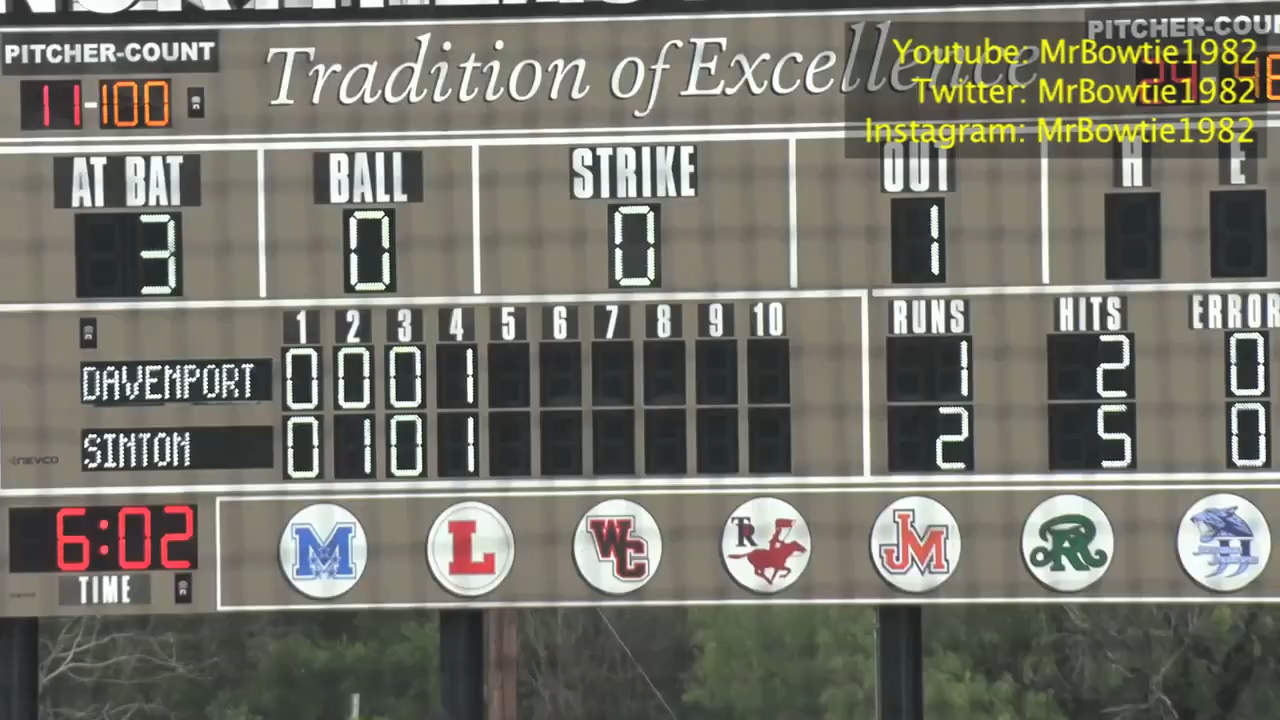 PITCHER-COUNT
Tradition of Excellence
PITCHER-COU
Youtube: MrBowtie1982
Twitter: MrBowtie1982
Instagram: MrBowtie1982
11-100
AT BAT BALL STRIKE OUT H E
3 0 0 1
1 2 3 4 5 6 7 8 9 10 RUNS HITS ERROR
DAVENPORT 0 0 0 1 1 2 0
SINTON 0 1 0 1 2 5 0
NEVCO
6:02
TIME
M L WC TR JM RR